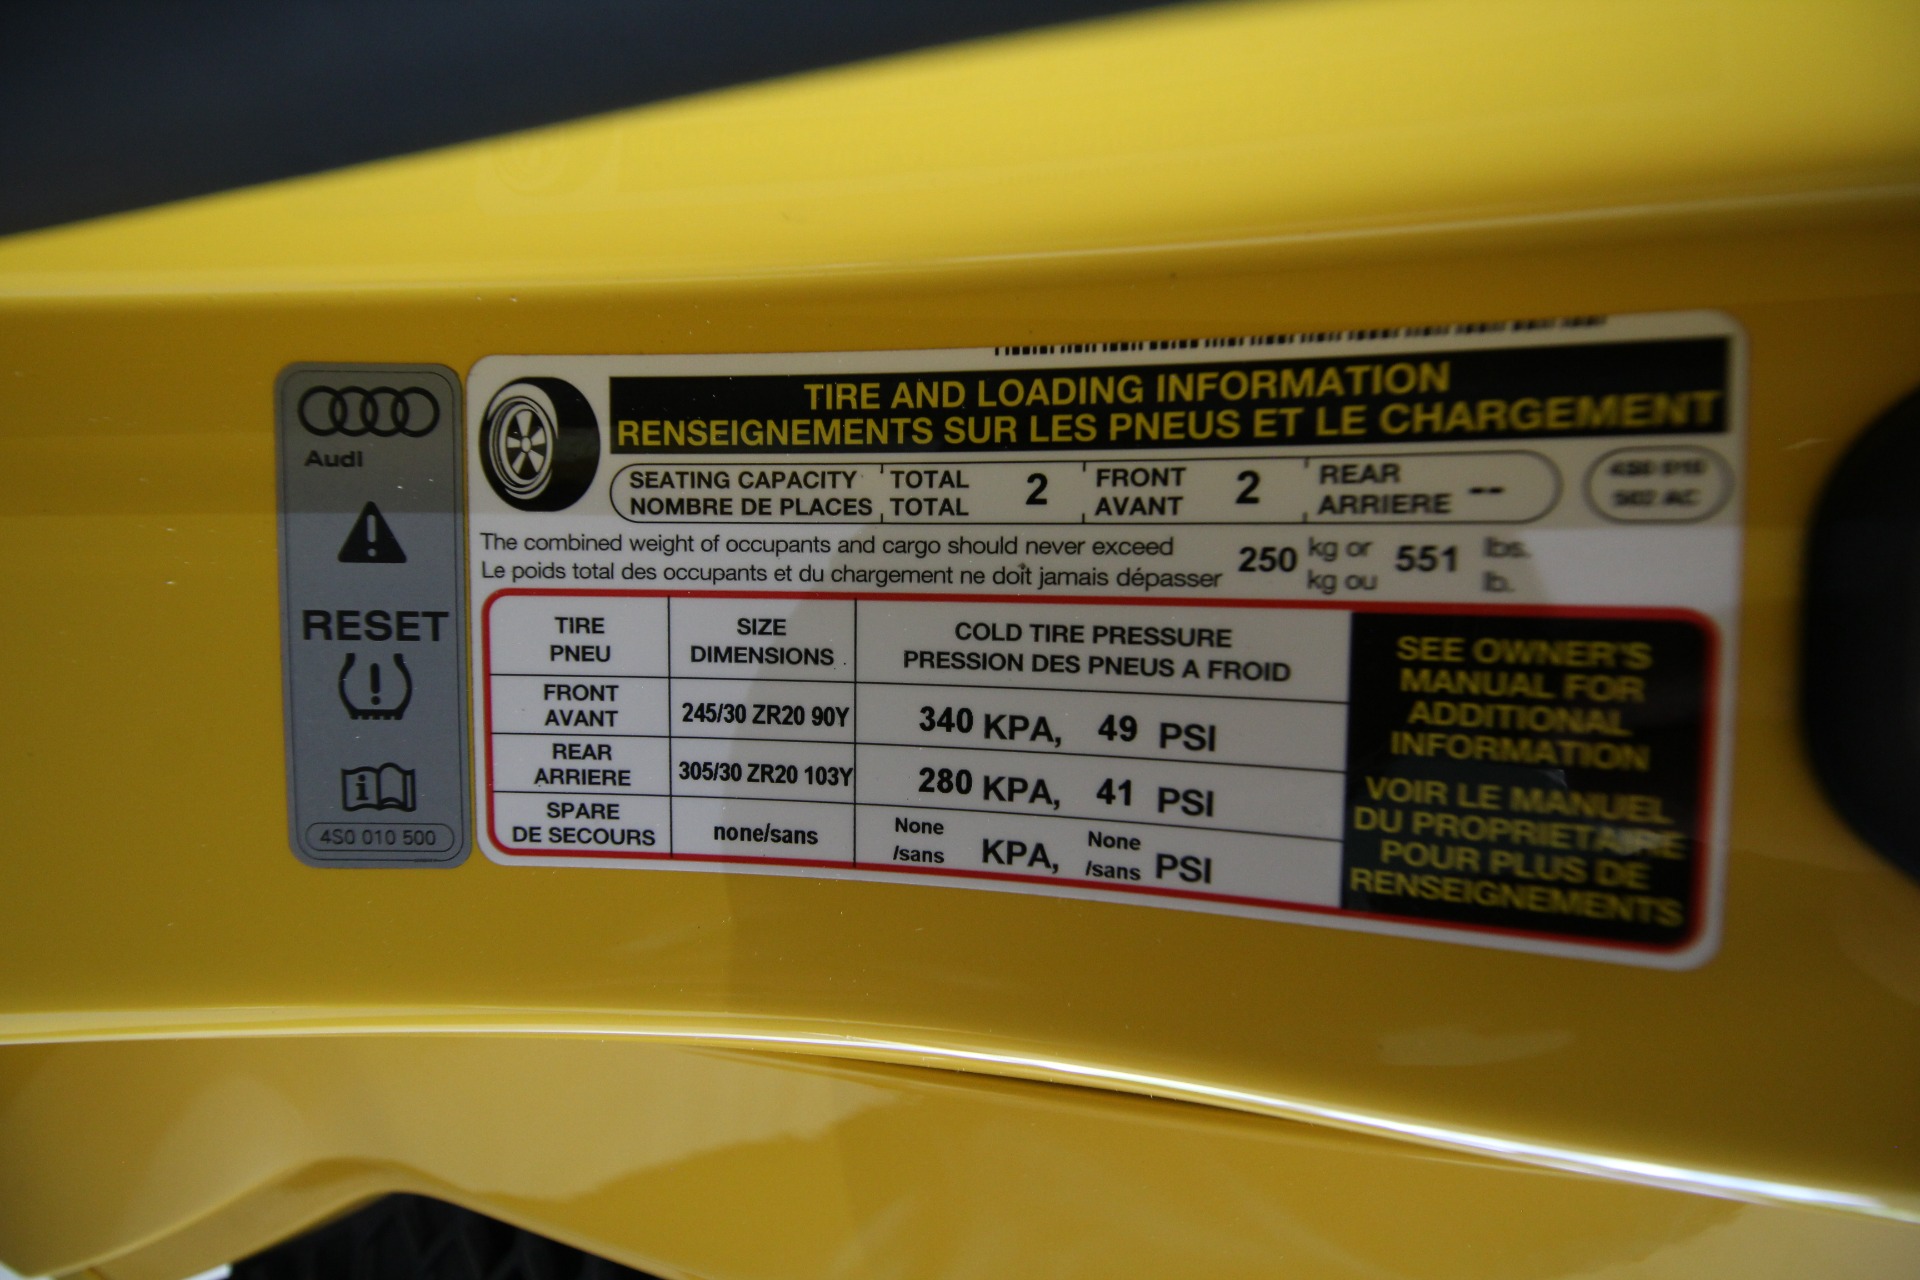 Audi
RESET
4S0 010 500
TIRE AND LOADING INFORMATION
RENSEIGNEMENTS SUR LES PNEUS ET LE CHARGEMENT
SEATING CAPACITY TOTAL 2 FRONT 2 REAR --
NOMBRE DE PLACES TOTAL AVANT ARRIERE
4S0 010
502 AC
The combined weight of occupants and cargo should never exceed 250 kg or 551 lbs.
Le poids total des occupants et du chargement ne doit jamais dépasser kg ou lb.
TIRE SIZE COLD TIRE PRESSURE
PNEU DIMENSIONS PRESSION DES PNEUS A FROID
FRONT
AVANT 245/30 ZR20 90Y 340 KPA, 49 PSI
REAR
ARRIERE 305/30 ZR20 103Y 280 KPA, 41 PSI
SPARE
DE SECOURS none/sans None /sans KPA, None /sans PSI
SEE OWNER'S
MANUAL FOR
ADDITIONAL
INFORMATION
VOIR LE MANUEL
DU PROPRIETAIRE
POUR PLUS DE
RENSEIGNEMENTS